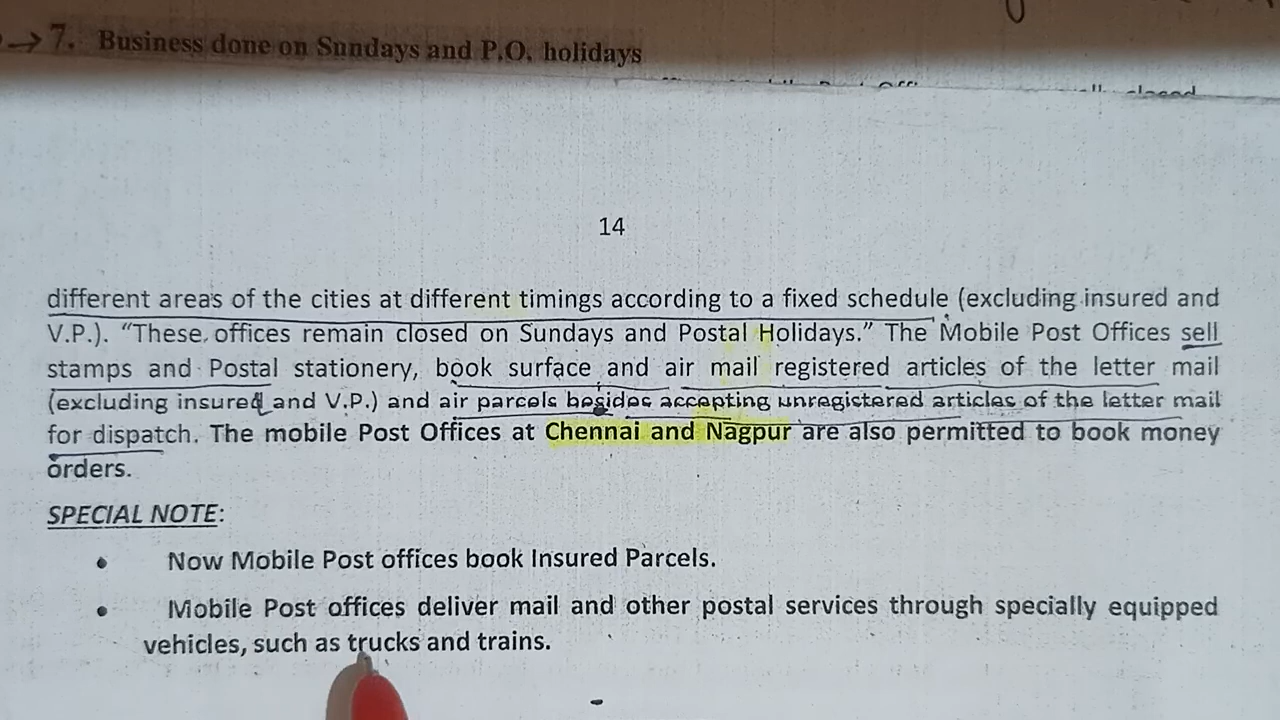 → 7. Business done on Sundays and P.O. holidays
14
different areas of the cities at different timings according to a fixed schedule (excluding insured and
V.P.). “These offices remain closed on Sundays and Postal Holidays.” The Mobile Post Offices sell
stamps and Postal stationery, book surface and air mail registered articles of the letter mail
(excluding insured and V.P.) and air parcels besides accepting unregistered articles of the letter mail
for dispatch. The mobile Post Offices at Chennai and Nagpur are also permitted to book money
orders.
SPECIAL NOTE:
• Now Mobile Post offices book Insured Parcels.
• Mobile Post offices deliver mail and other postal services through specially equipped
vehicles, such as trucks and trains.